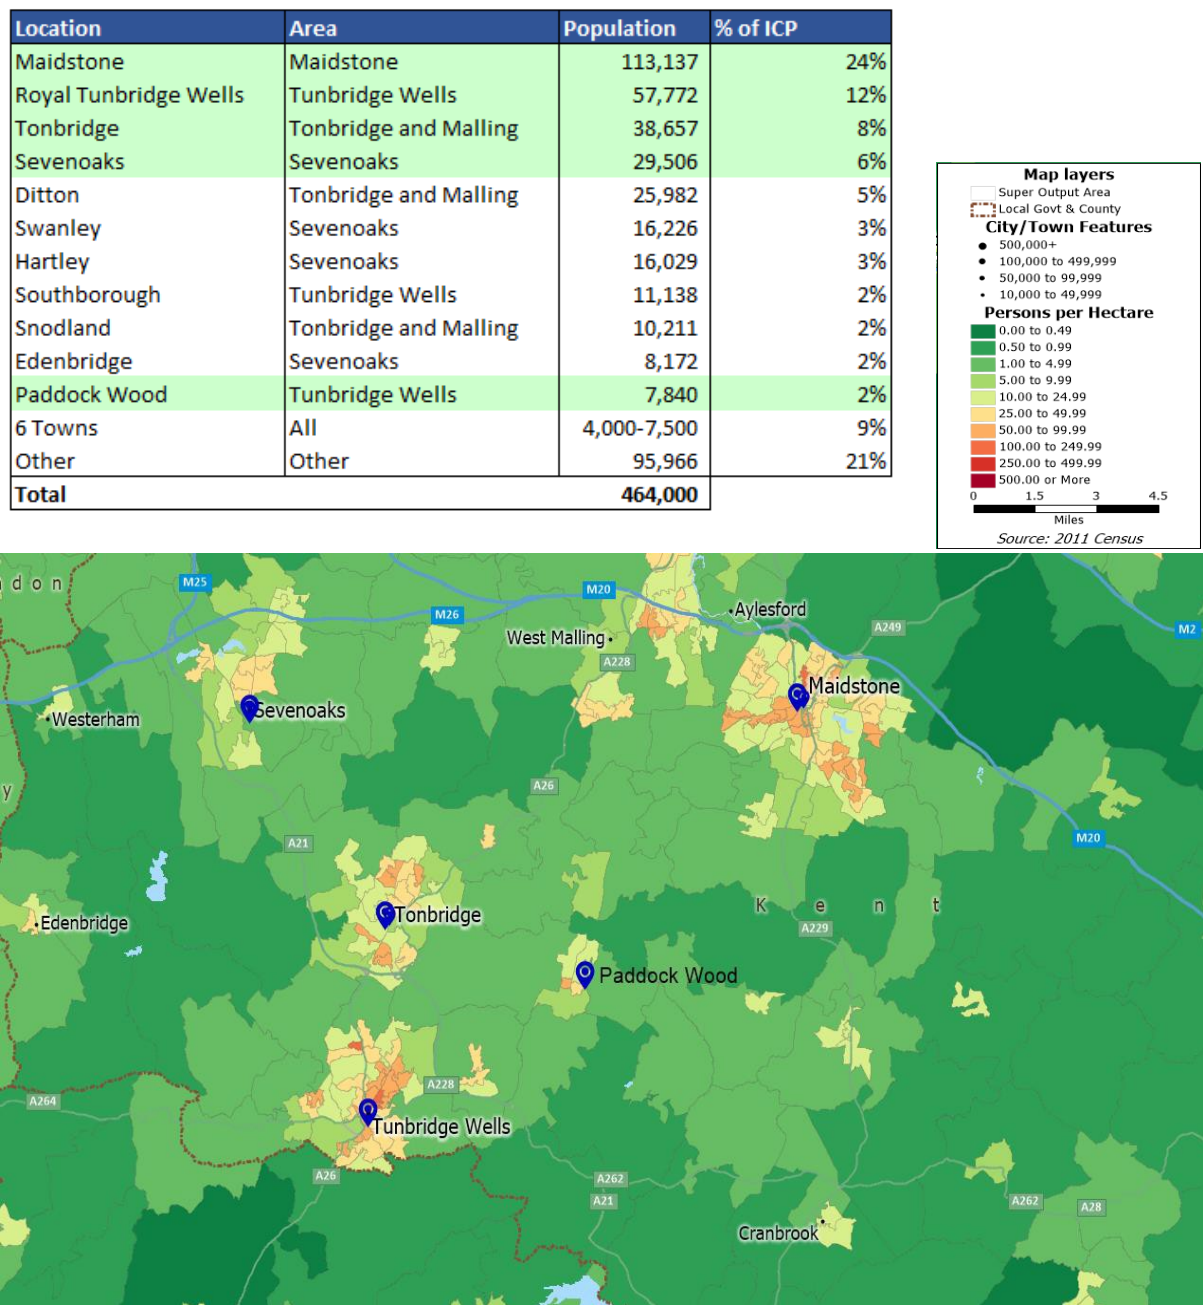 Location Area Population % of ICP
Maidstone Maidstone 113,137 24%
Royal Tunbridge Wells Tunbridge Wells 57,772 12%
Tonbridge Tonbridge and Malling 38,657 8%
Sevenoaks Sevenoaks 29,506 6%
Ditton Tonbridge and Malling 25,982 5%
Swanley Sevenoaks 16,226 3%
Hartley Sevenoaks 16,029 3%
Southborough Tunbridge Wells 11,138 2%
Snodland Tonbridge and Malling 10,211 2%
Edenbridge Sevenoaks 8,172 2%
Paddock Wood Tunbridge Wells 7,840 2%
6 Towns All 4,000-7,500 9%
Other Other 95,966 21%
Total 464,000
Map layers
Super Output Area
Local Govt & County
City/Town Features
500,000+
100,000 to 499,999
50,000 to 99,999
10,000 to 49,999
Persons per Hectare
0.00 to 0.49
0.50 to 0.99
1.00 to 4.99
5.00 to 9.99
10.00 to 24.99
25.00 to 49.99
50.00 to 99.99
100.00 to 249.99
250.00 to 499.99
500.00 or More
0 1.5 3 4.5
Miles
Source: 2011 Census
don
M25
M20
M26
Aylesford
A249
M2
West Malling
A228
Maidstone
Sevenoaks
Westerham
y
A26
A21
M20
Kent
Tonbridge
Edenbridge
A229
Paddock Wood
A228
A264
Tunbridge Wells
A26
A262
A21
A262
A28
Cranbrook